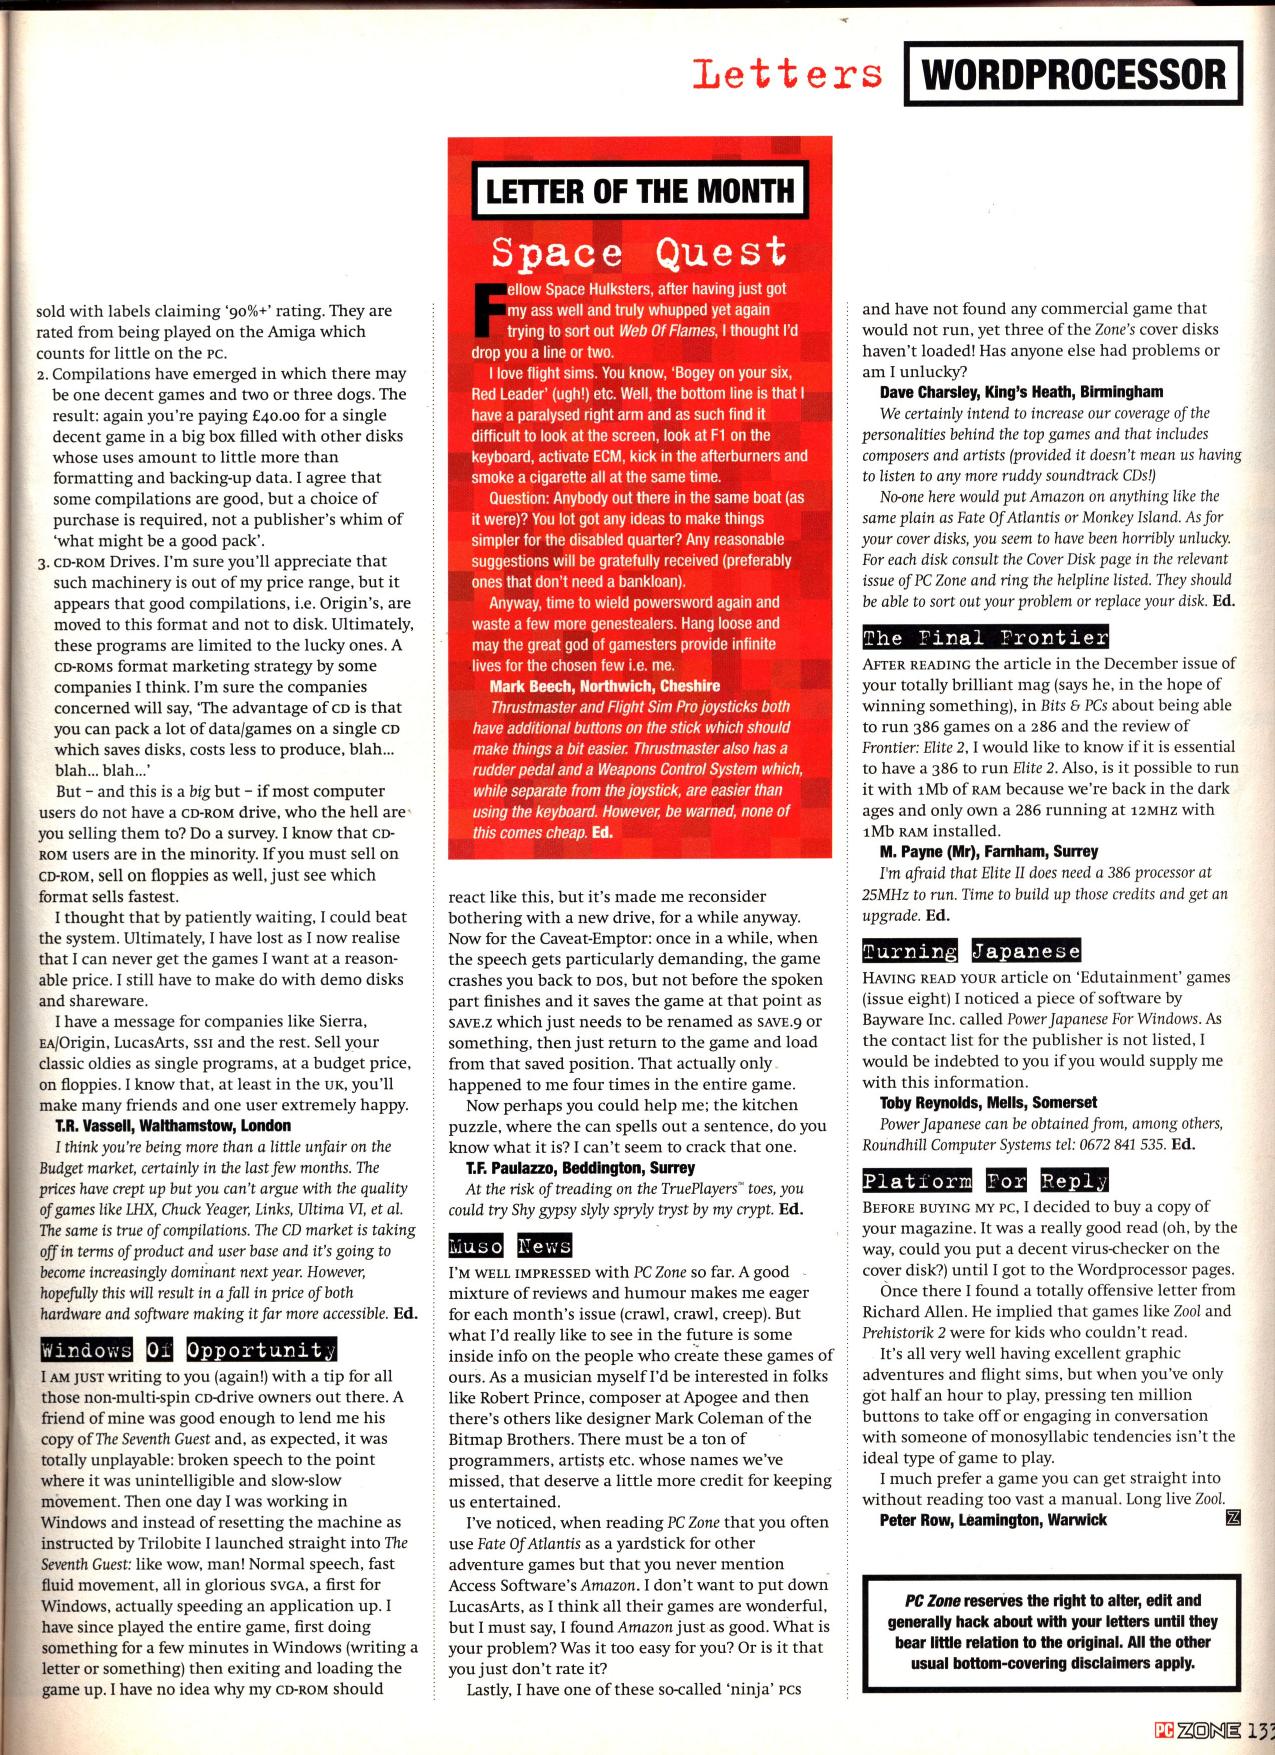 Letters WORDPROCESSOR
sold with labels claiming ‘90%+’ rating. They are
rated from being played on the Amiga which
counts for little on the PC.
2. Compilations have emerged in which there may
be one decent games and two or three dogs. The
result: again you’re paying £40.00 for a single
decent game in a big box filled with other disks
whose uses amount to little more than
formatting and backing-up data. I agree that
some compilations are good, but a choice of
purchase is required, not a publisher’s whim of
‘what might be a good pack’.
3. CD-ROM Drives. I’m sure you’ll appreciate that
such machinery is out of my price range, but it
appears that good compilations, i.e. Origin’s, are
moved to this format and not to disk. Ultimately,
these programs are limited to the lucky ones. A
CD-ROMS format marketing strategy by some
companies I think. I’m sure the companies
concerned will say, ‘The advantage of CD is that
you can pack a lot of data/games on a single CD
which saves disks, costs less to produce, blah...
blah... blah...’
But – and this is a big but – if most computer
users do not have a CD-ROM drive, who the hell are
you selling them to? Do a survey. I know that CD-
ROM users are in the minority. If you must sell on
CD-ROM, sell on floppies as well, just see which
format sells fastest.
I thought that by patiently waiting, I could beat
the system. Ultimately, I have lost as I now realise
that I can never get the games I want at a reason-
able price. I still have to make do with demo disks
and shareware.
I have a message for companies like Sierra,
EA/Origin, LucasArts, SSI and the rest. Sell your
classic oldies as single programs, at a budget price,
on floppies. I know that, at least in the UK, you’ll
make many friends and one user extremely happy.
T.R. Vassell, Walthamstow, London
I think you’re being more than a little unfair on the
Budget market, certainly in the last few months. The
prices have crept up but you can’t argue with the quality
of games like LHX, Chuck Yeager, Links, Ultima VI, et al.
The same is true of compilations. The CD market is taking
off in terms of product and user base and it’s going to
become increasingly dominant next year. However,
hopefully this will result in a fall in price of both
hardware and software making it far more accessible. Ed.
Windows Of Opportunity
I AM JUST writing to you (again!) with a tip for all
those non-multi-spin CD-drive owners out there. A
friend of mine was good enough to lend me his
copy of The Seventh Guest and, as expected, it was
totally unplayable: broken speech to the point
where it was unintelligible and slow-slow
movement. Then one day I was working in
Windows and instead of resetting the machine as
instructed by Trilobite I launched straight into The
Seventh Guest: like wow, man! Normal speech, fast
fluid movement, all in glorious SVGA, a first for
Windows, actually speeding an application up. I
have since played the entire game, first doing
something for a few minutes in Windows (writing a
letter or something) then exiting and loading the
game up. I have no idea why my CD-ROM should
LETTER OF THE MONTH
Space Quest
Fellow Space Hulksters, after having just got
my ass well and truly whupped yet again
trying to sort out Web Of Flames, I thought I’d
drop you a line or two.
I love flight sims. You know, ‘Bogey on your six,
Red Leader’ (ugh!) etc. Well, the bottom line is that I
have a paralysed right arm and as such find it
difficult to look at the screen, look at F1 on the
keyboard, activate ECM, kick in the afterburners and
smoke a cigarette all at the same time.
Question: Anybody out there in the same boat (as
it were)? You lot got any ideas to make things
simpler for the disabled quarter? Any reasonable
suggestions will be gratefully received (preferably
ones that don’t need a bankloan).
Anyway, time to wield powersword again and
waste a few more genestealers. Hang loose and
may the great god of gamesters provide infinite
lives for the chosen few i.e. me.
Mark Beech, Northwich, Cheshire
Thrustmaster and Flight Sim Pro joysticks both
have additional buttons on the stick which should
make things a bit easier. Thrustmaster also has a
rudder pedal and a Weapons Control System which,
while separate from the joystick, are easier than
using the keyboard. However, be warned, none of
this comes cheap. Ed.
react like this, but it’s made me reconsider
bothering with a new drive, for a while anyway.
Now for the Caveat-Emptor: once in a while, when
the speech gets particularly demanding, the game
crashes you back to DOS, but not before the spoken
part finishes and it saves the game at that point as
SAVE.Z which just needs to be renamed as SAVE.9 or
something, then just return to the game and load
from that saved position. That actually only
happened to me four times in the entire game.
Now perhaps you could help me; the kitchen
puzzle, where the can spells out a sentence, do you
know what it is? I can’t seem to crack that one.
T.F. Paulazzo, Beddington, Surrey
At the risk of treading on the TruePlayers™ toes, you
could try Shy gypsy slyly spryly tryst by my crypt. Ed.
Muso News
I’M WELL IMPRESSED with PC Zone so far. A good
mixture of reviews and humour makes me eager
for each month’s issue (crawl, crawl, creep). But
what I’d really like to see in the future is some
inside info on the people who create these games of
ours. As a musician myself I’d be interested in folks
like Robert Prince, composer at Apogee and then
there’s others like designer Mark Coleman of the
Bitmap Brothers. There must be a ton of
programmers, artists etc. whose names we’ve
missed, that deserve a little more credit for keeping
us entertained.
I’ve noticed, when reading PC Zone that you often
use Fate Of Atlantis as a yardstick for other
adventure games but that you never mention
Access Software’s Amazon. I don’t want to put down
LucasArts, as I think all their games are wonderful,
but I must say, I found Amazon just as good. What is
your problem? Was it too easy for you? Or is it that
you just don’t rate it?
Lastly, I have one of these so-called ‘ninja’ PCs
and have not found any commercial game that
would not run, yet three of the Zone’s cover disks
haven’t loaded! Has anyone else had problems or
am I unlucky?
Dave Charsley, King’s Heath, Birmingham
We certainly intend to increase our coverage of the
personalities behind the top games and that includes
composers and artists (provided it doesn’t mean us having
to listen to any more ruddy soundtrack CDs!)
No-one here would put Amazon on anything like the
same plain as Fate Of Atlantis or Monkey Island. As for
your cover disks, you seem to have been horribly unlucky.
For each disk consult the Cover Disk page in the relevant
issue of PC Zone and ring the helpline listed. They should
be able to sort out your problem or replace your disk. Ed.
The Final Frontier
AFTER READING the article in the December issue of
your totally brilliant mag (says he, in the hope of
winning something), in Bits & PCs about being able
to run 386 games on a 286 and the review of
Frontier: Elite 2, I would like to know if it is essential
to have a 386 to run Elite 2. Also, is it possible to run
it with 1Mb of RAM because we’re back in the dark
ages and only own a 286 running at 12MHZ with
1Mb RAM installed.
M. Payne (Mr), Farnham, Surrey
I’m afraid that Elite II does need a 386 processor at
25MHz to run. Time to build up those credits and get an
upgrade. Ed.
Turning Japanese
HAVING READ YOUR article on ‘Edutainment’ games
(issue eight) I noticed a piece of software by
Bayware Inc. called Power Japanese For Windows. As
the contact list for the publisher is not listed, I
would be indebted to you if you would supply me
with this information.
Toby Reynolds, Mells, Somerset
Power Japanese can be obtained from, among others,
Roundhill Computer Systems tel: 0672 841 535. Ed.
Platform For Reply
BEFORE BUYING MY PC, I decided to buy a copy of
your magazine. It was a really good read (oh, by the
way, could you put a decent virus-checker on the
cover disk?) until I got to the Wordprocessor pages.
Once there I found a totally offensive letter from
Richard Allen. He implied that games like Zool and
Prehistorik 2 were for kids who couldn’t read.
It’s all very well having excellent graphic
adventures and flight sims, but when you’ve only
got half an hour to play, pressing ten million
buttons to take off or engaging in conversation
with someone of monosyllabic tendencies isn’t the
ideal type of game to play.
I much prefer a game you can get straight into
without reading too vast a manual. Long live Zool.
Peter Row, Leamington, Warwick Z
PC Zone reserves the right to alter, edit and
generally hack about with your letters until they
bear little relation to the original. All the other
usual bottom-covering disclaimers apply.
PC ZONE 133